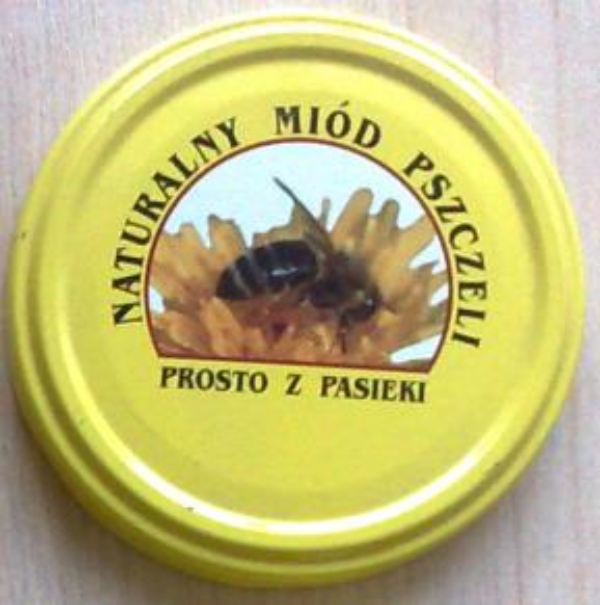 NATURALNY MIÓD PSZCZELI
PROSTO Z PASIEKI